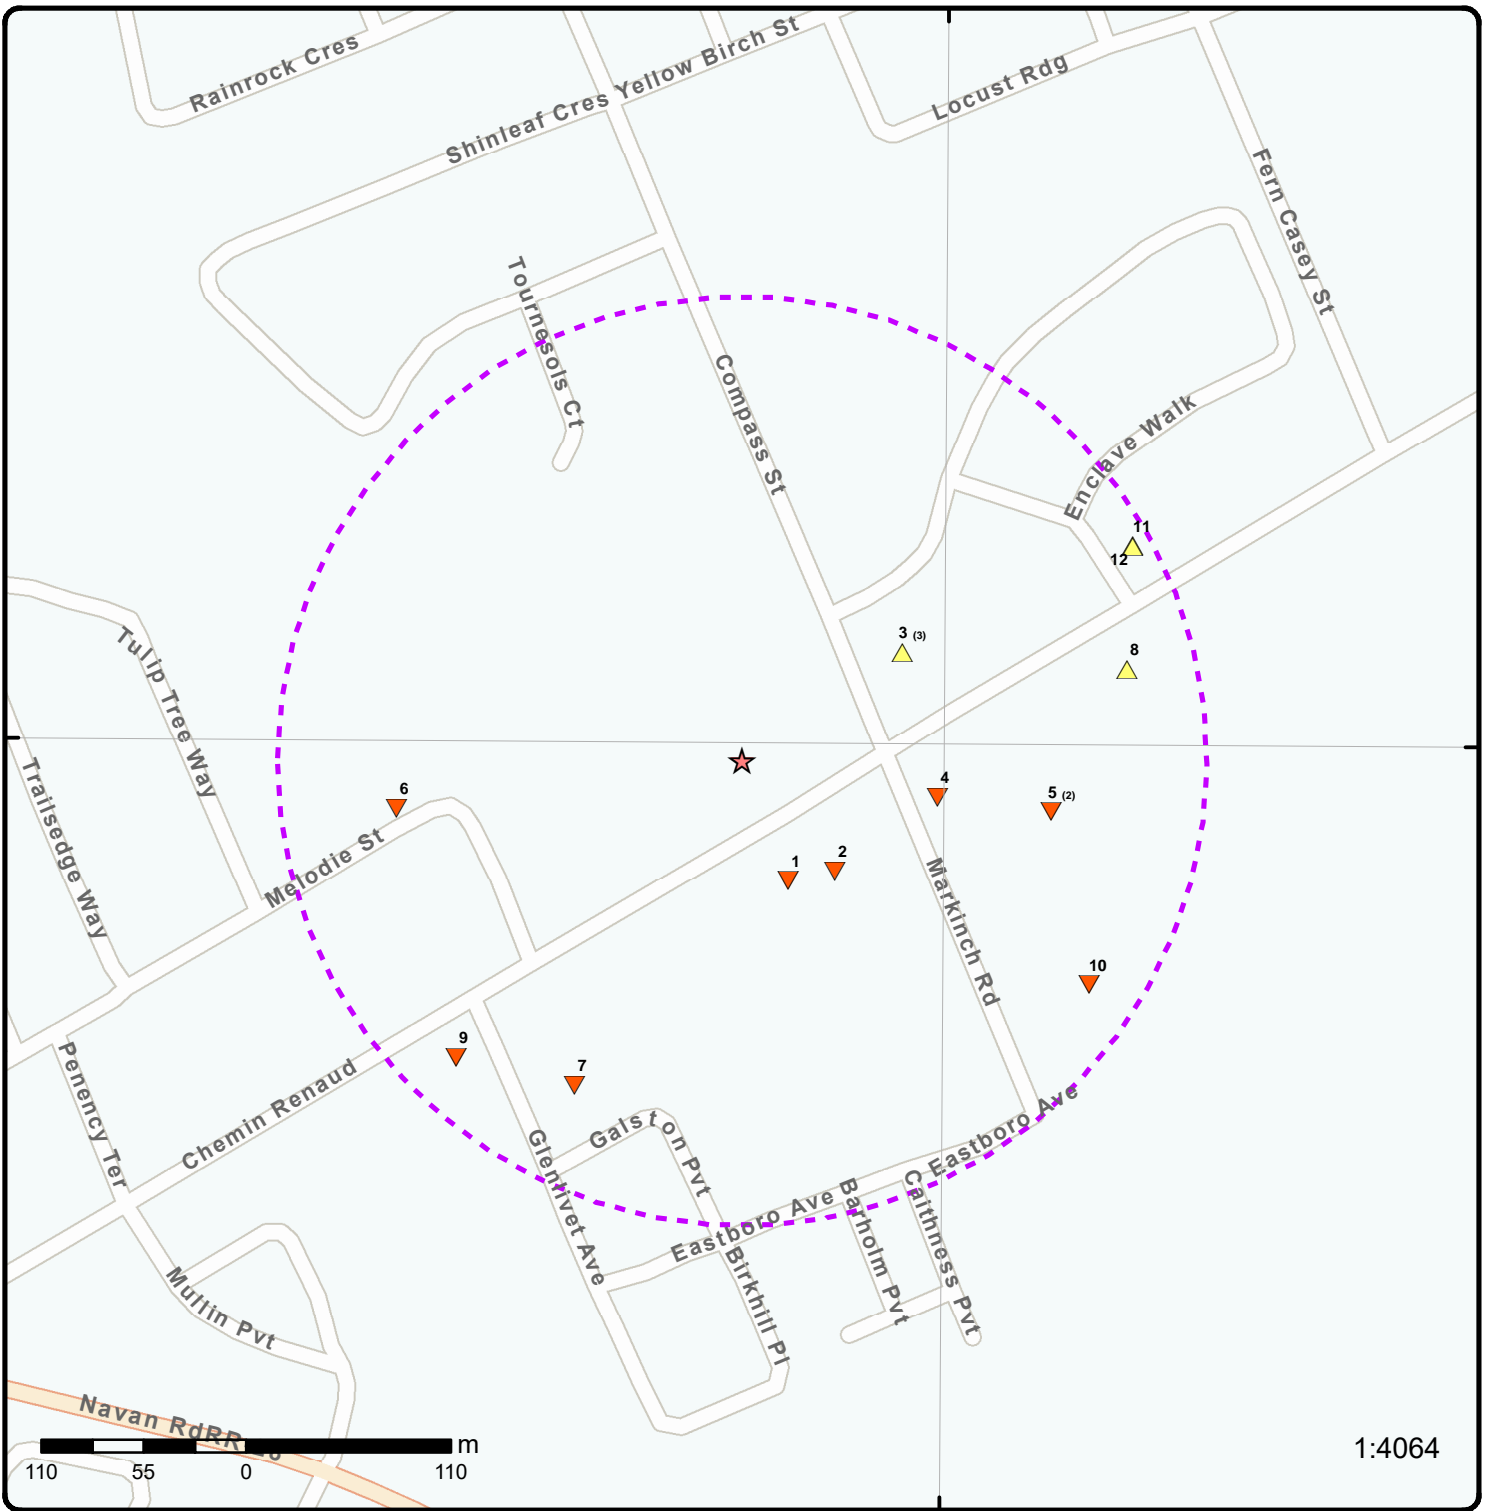 Rainrock Cres
Shinleaf Cres
Yellow Birch St
Locust Rdg
Fern Casey St
Tournesols Ct
Compass St
Enclave Walk
11
12
3 (3)
8
Tulip Tree Way
Trailsedge Way
6
4
5 (2)
Melodie St
1
2
Markinch Rd
10
9
7
Penency Ter
Chemin Renaud
Galston Pvt
Glenlivet Ave
Eastboro Ave
Eastboro Ave
Barholm Pvt
Caithness Pvt
Birkhill Pl
Mullin Pvt
Navan Rd
m
110 55 0 110
1:4064